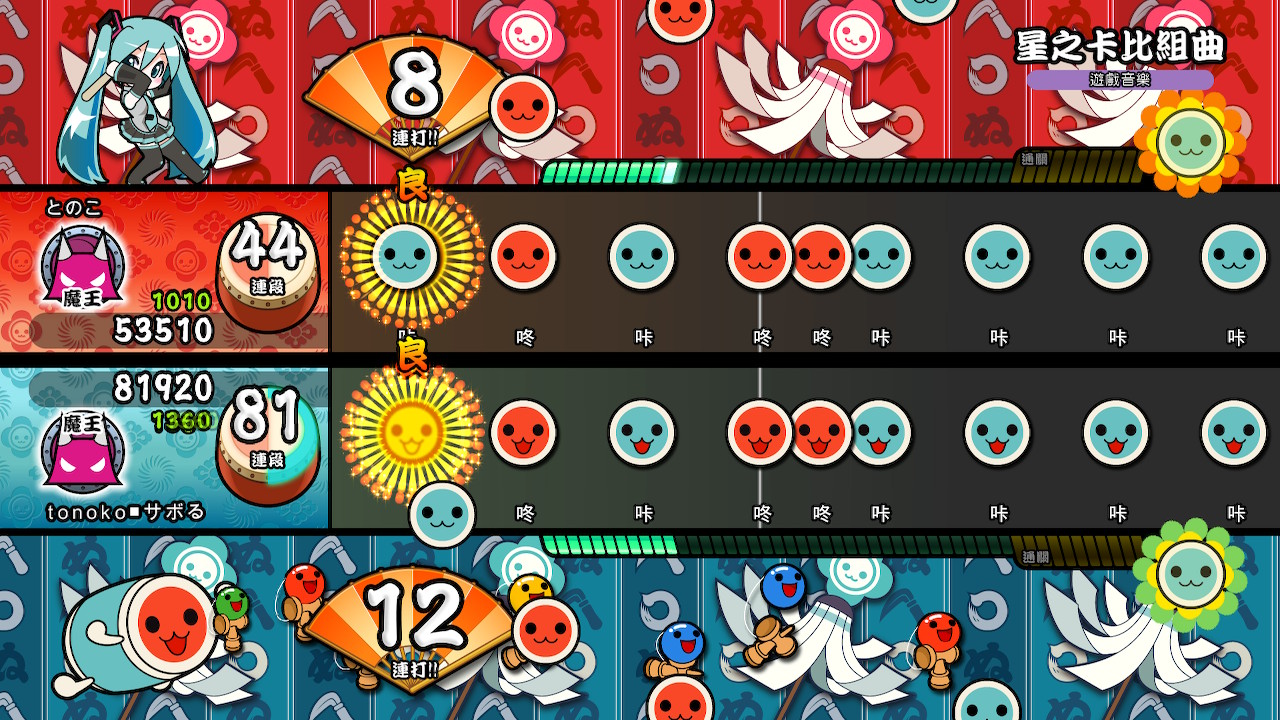 星之卡比組曲
遊戲音樂
8
連打!!
通關
良
とのこ
44
連段
魔王
1010
53510
咔
咚 咔 咚 咚 咔 咔 咔 咔
良
81920
81
1360
魔王
連段
tonoko■サボる
咚 咔 咚 咚 咔 咔 咔 咔
通關
12
連打!!